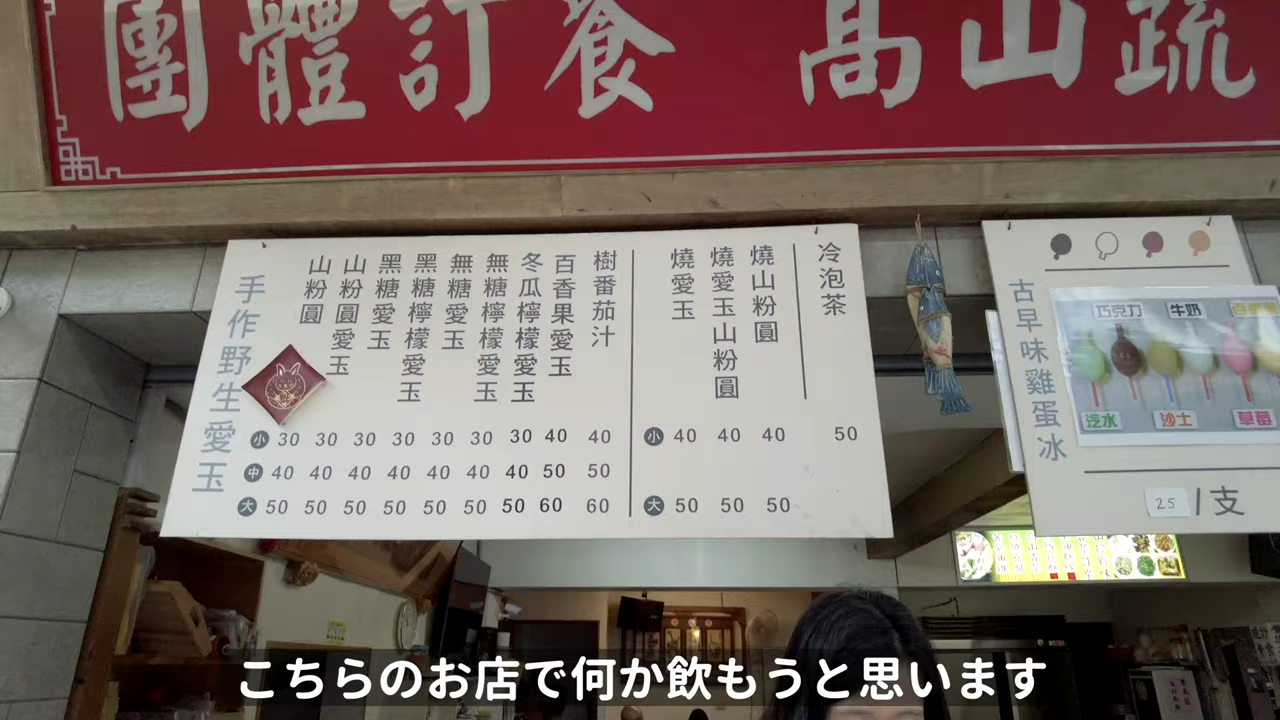 團體訂餐 高山蔬
手作野生愛玉
山粉圓
山粉圓愛玉
黑糖愛玉
黑糖檸檬愛玉
無糖愛玉
無糖檸檬愛玉
冬瓜檸檬愛玉
百香果愛玉
樹番茄汁
小 30 30 30 30 30 30 30 40 40
中 40 40 40 40 40 40 40 50 50
大 50 50 50 50 50 50 50 60 60
燒愛玉
燒愛玉山粉圓
燒山粉圓
冷泡茶
小 40 40 40 50
大 50 50 50
古早味雞蛋冰
巧克力 牛奶
汽水 沙士 草莓
25 /支
こちらのお店で何か飲もうと思います